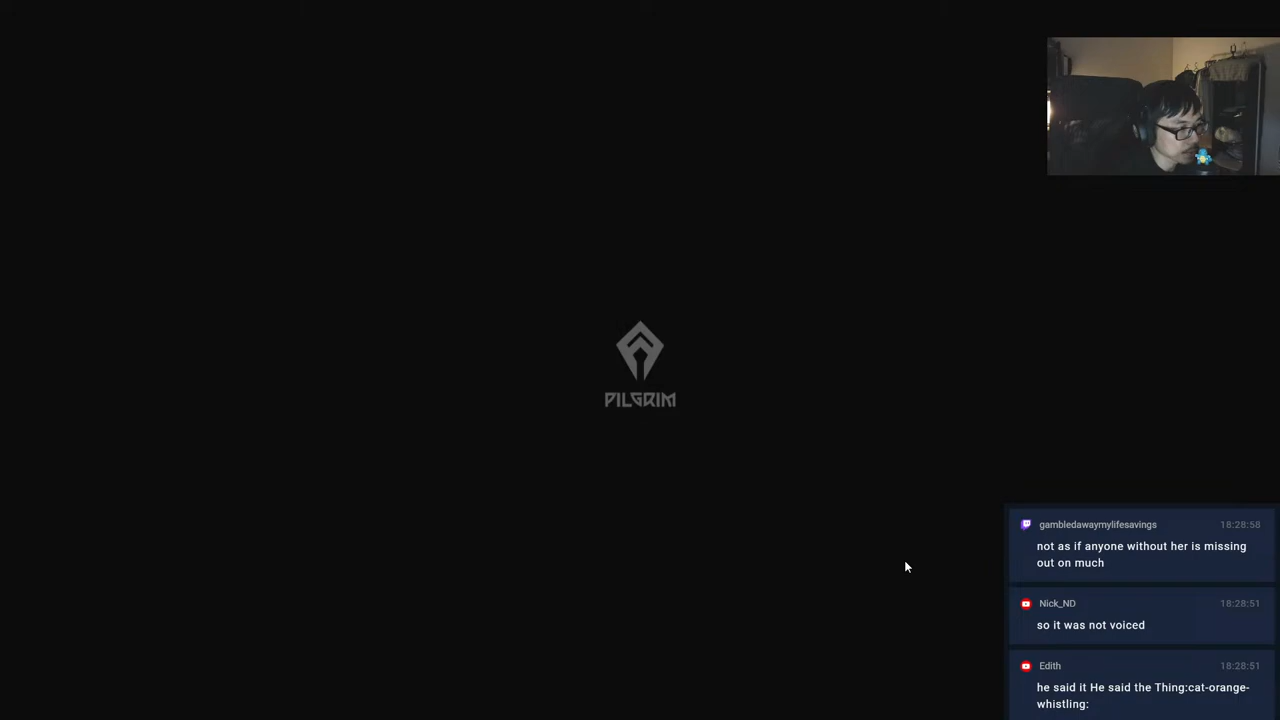 PILGRIM
gambledawaymylifesavings 18:28:58
not as if anyone without her is missing
out on much
Nick_ND 18:28:51
so it was not voiced
Edith 18:28:51
he said it He said the Thing:cat-orange-
whistling: